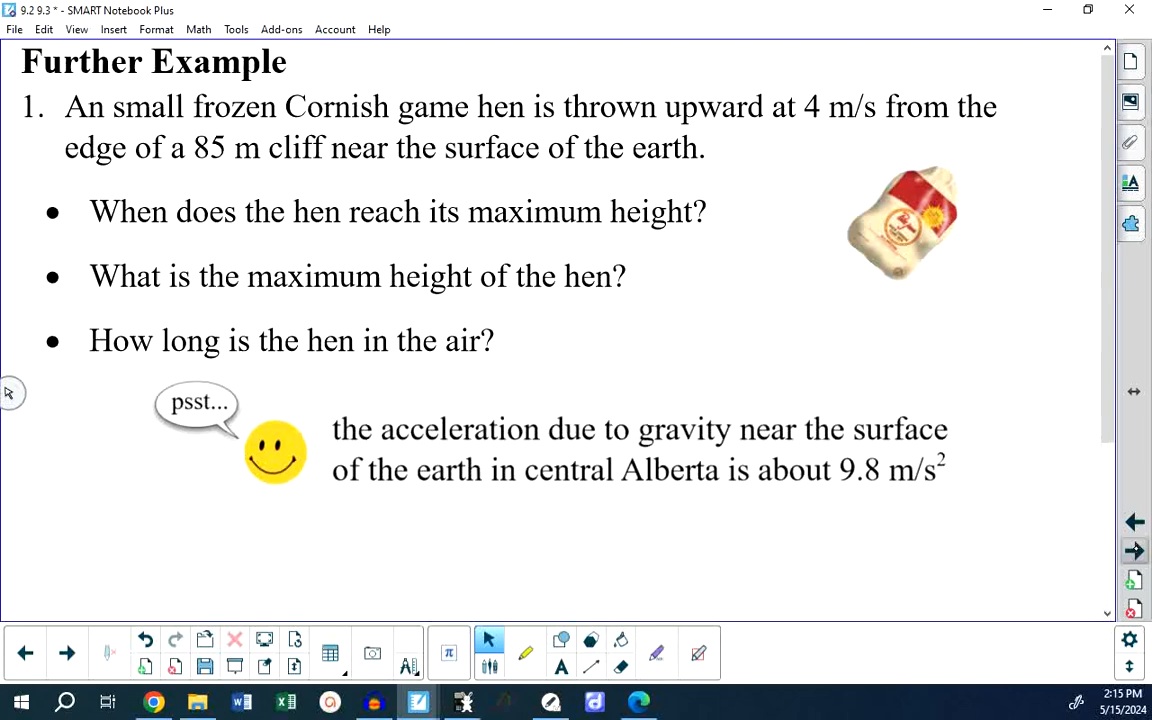 9.2 9.3 * - SMART Notebook Plus
File Edit View Insert Format Math Tools Add-ons Account Help
Further Example
1. An small frozen Cornish game hen is thrown upward at 4 m/s from the
edge of a 85 m cliff near the surface of the earth.
• When does the hen reach its maximum height?
• What is the maximum height of the hen?
• How long is the hen in the air?
psst...
the acceleration due to gravity near the surface
of the earth in central Alberta is about 9.8 m/s²
2:15 PM
5/15/2024